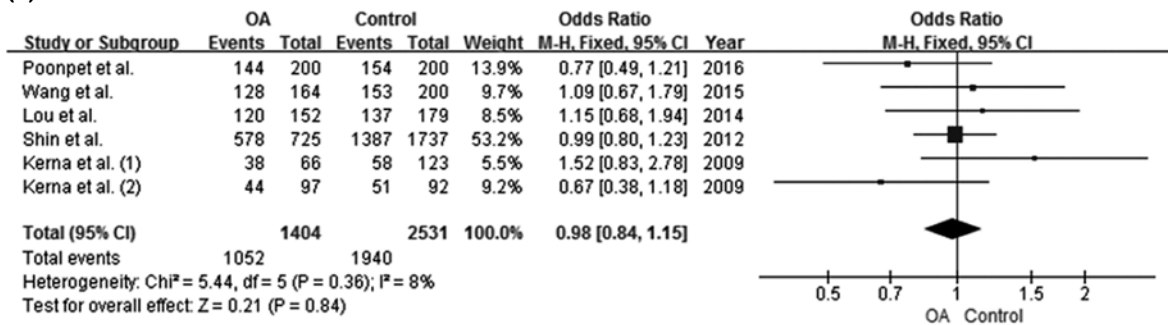 OA Control Odds Ratio Odds Ratio
Study or Subgroup Events Total Events Total Weight M-H, Fixed, 95% CI Year M-H, Fixed, 95% CI
Poonpet et al. 144 200 154 200 13.9% 0.77 [0.49, 1.21] 2016
Wang et al. 128 164 153 200 9.7% 1.09 [0.67, 1.79] 2015
Lou et al. 120 152 137 179 8.5% 1.15 [0.68, 1.94] 2014
Shin et al. 578 725 1387 1737 53.2% 0.99 [0.80, 1.23] 2012
Kerna et al. (1) 38 66 58 123 5.5% 1.52 [0.83, 2.78] 2009
Kerna et al. (2) 44 97 51 92 9.2% 0.67 [0.38, 1.18] 2009
Total (95% CI) 1404 2531 100.0% 0.98 [0.84, 1.15]
Total events 1052 1940
Heterogeneity: Chi² = 5.44, df = 5 (P = 0.36); I² = 8%
Test for overall effect: Z = 0.21 (P = 0.84)
0.5 0.7 1 1.5 2
OA Control